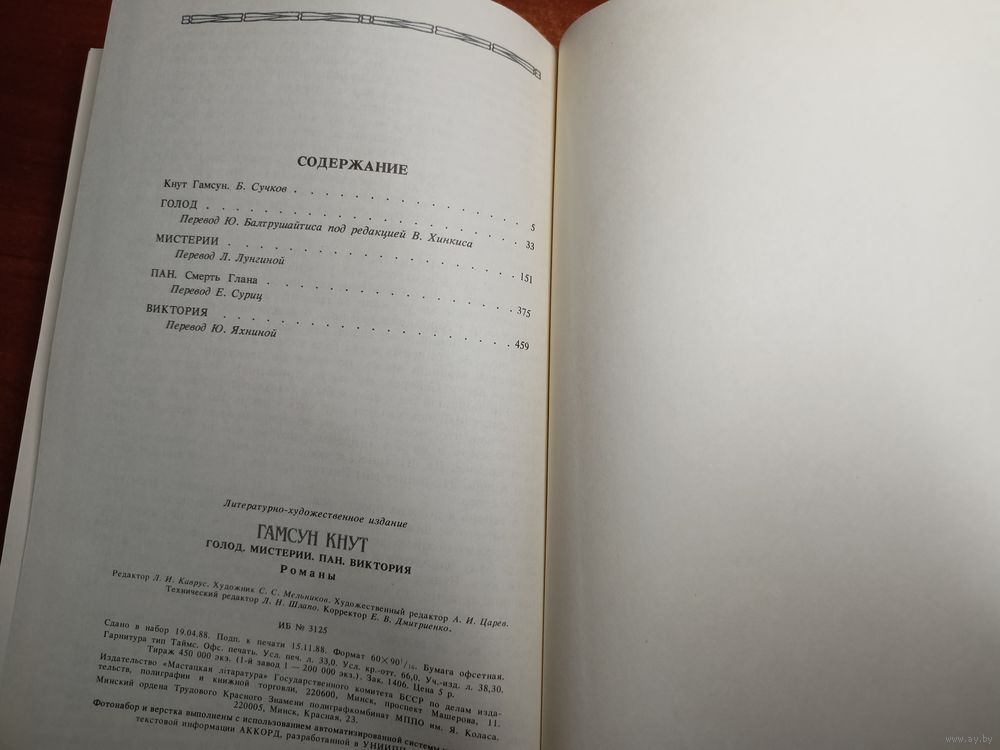 СОДЕРЖАНИЕ
Кнут Гамсун. Б. Сучков . . . . . . . . . . . . . . . 5
ГОЛОД . . . . . . . . . . . . . . . . . . . . 33
Перевод Ю. Балтрушайтиса под редакцией В. Хинкиса
МИСТЕРИИ . . . . . . . . . . . . . . . . . . . 151
Перевод Л. Лунгиной
ПАН. Смерть Глана . . . . . . . . . . . . . . . . 375
Перевод Е. Суриц
ВИКТОРИЯ . . . . . . . . . . . . . . . . . . . 459
Перевод Ю. Яхниной
Литературно-художественное издание
ГАМСУН КНУТ
ГОЛОД. МИСТЕРИИ. ПАН. ВИКТОРИЯ
Романы
Редактор Л. И. Каврус. Художник С. С. Мельников. Художественный редактор А. И. Царев.
Технический редактор Л. Н. Шлапо. Корректор Е. В. Дмитриенко.
ИБ № 3125
Сдано в набор 19.04.88. Подп. к печати 15.11.88. Формат 60×90¹/₁₆. Бумага офсетная.
Гарнитура тип Таймс. Офс. печать. Усл. печ. л. 33,0. Усл. кр.-отт. 66,0. Уч.-изд. л. 38,30.
Тираж 450 000 экз. (1-й завод 1 — 200 000 экз.). Зак. 1406. Цена 5 р.
Издательство «Мастацкая літаратура» Государственного комитета БССР по делам изда-
тельств, полиграфии и книжной торговли, 220600, Минск, проспект Машерова, 11.
Минский ордена Трудового Красного Знамени полиграфкомбинат МППО им. Я. Коласа.
220005, Минск, Красная, 23.
Фотонабор и верстка выполнены с использованием автоматизированной системы
текстовой информации АККОРД, разработанной в
www.ay.by